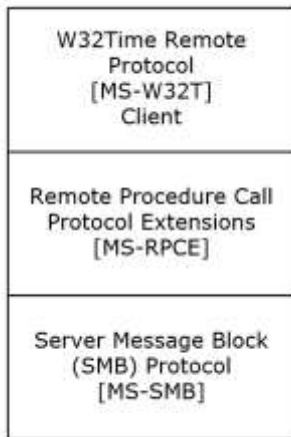 W32Time Remote
Protocol
[MS-W32T]
Client
Remote Procedure Call
Protocol Extensions
[MS-RPCE]
Server Message Block
(SMB) Protocol
[MS-SMB]